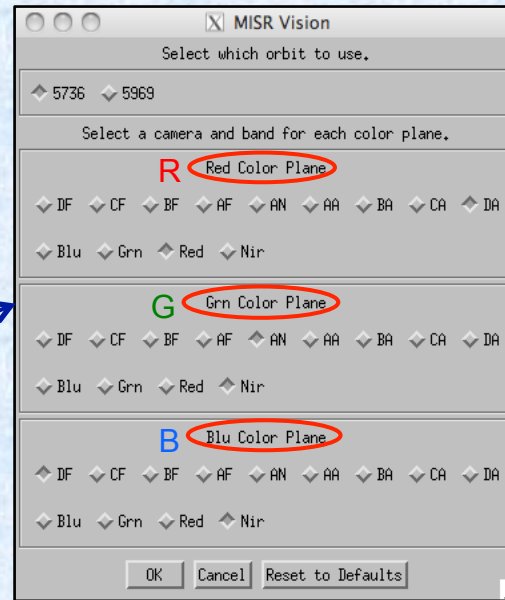 MISR Vision
Select which orbit to use.
5736 5969
Select a camera and band for each color plane.
R Red Color Plane
DF CF BF AF AN AA BA CA DA
Blu Grn Red Nir
G Grn Color Plane
DF CF BF AF AN AA BA CA DA
Blu Grn Red Nir
B Blu Color Plane
DF CF BF AF AN AA BA CA DA
Blu Grn Red Nir
OK Cancel Reset to Defaults